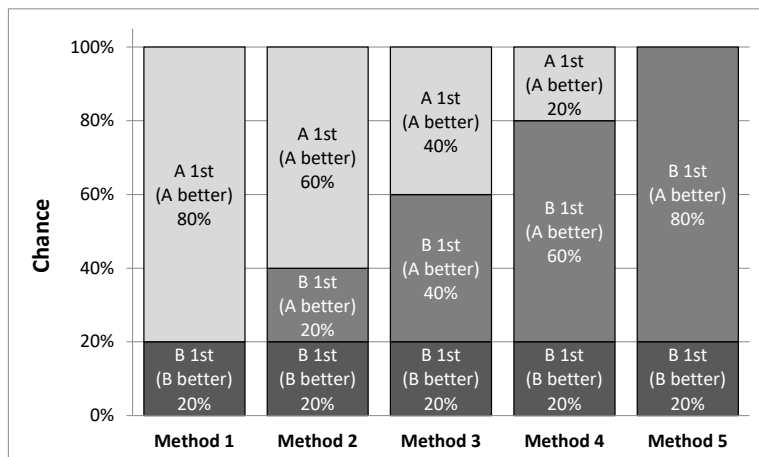 Chance
100%
80%
60%
40%
20%
0%
A 1st
(A better)
80%
B 1st
(B better)
20%
A 1st
(A better)
60%
B 1st
(A better)
20%
B 1st
(B better)
20%
A 1st
(A better)
40%
B 1st
(A better)
40%
B 1st
(B better)
20%
A 1st
(A better)
20%
B 1st
(A better)
60%
B 1st
(B better)
20%
B 1st
(A better)
80%
B 1st
(B better)
20%
Method 1
Method 2
Method 3
Method 4
Method 5